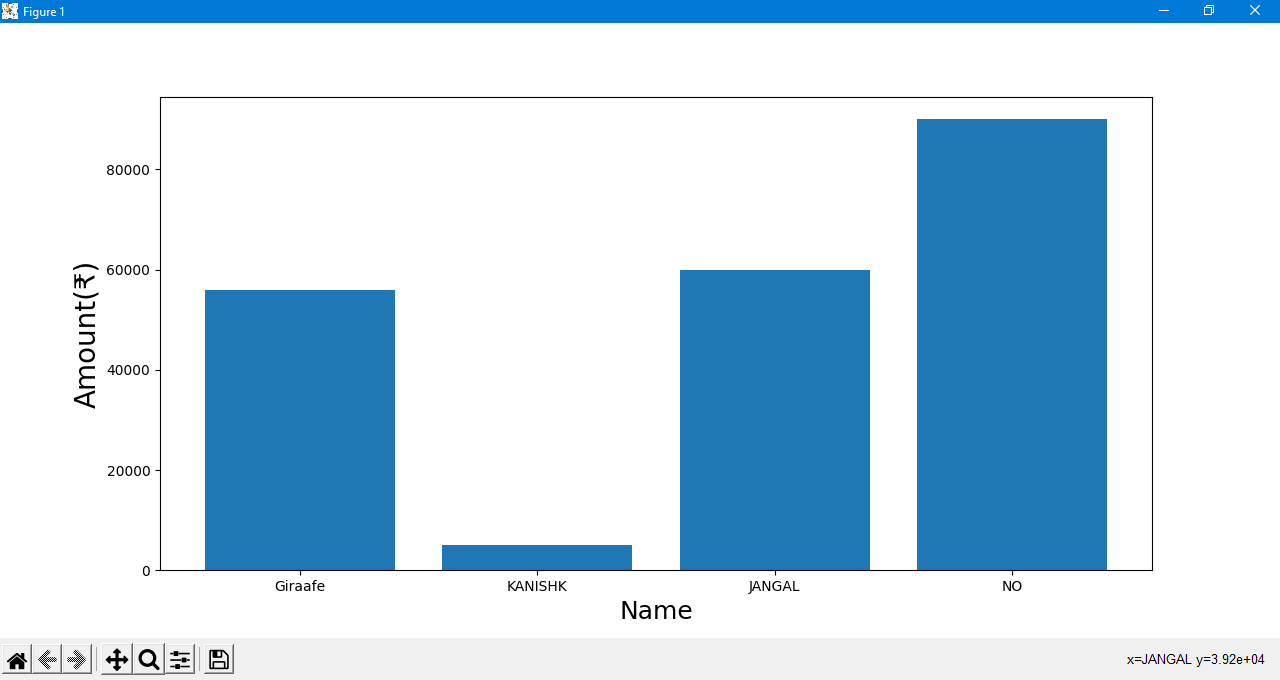 Figure 1
80000
60000
40000
20000
0
Amount(₹)
Giraafe KANISHK JANGAL NO
Name
x=JANGAL y=3.92e+04